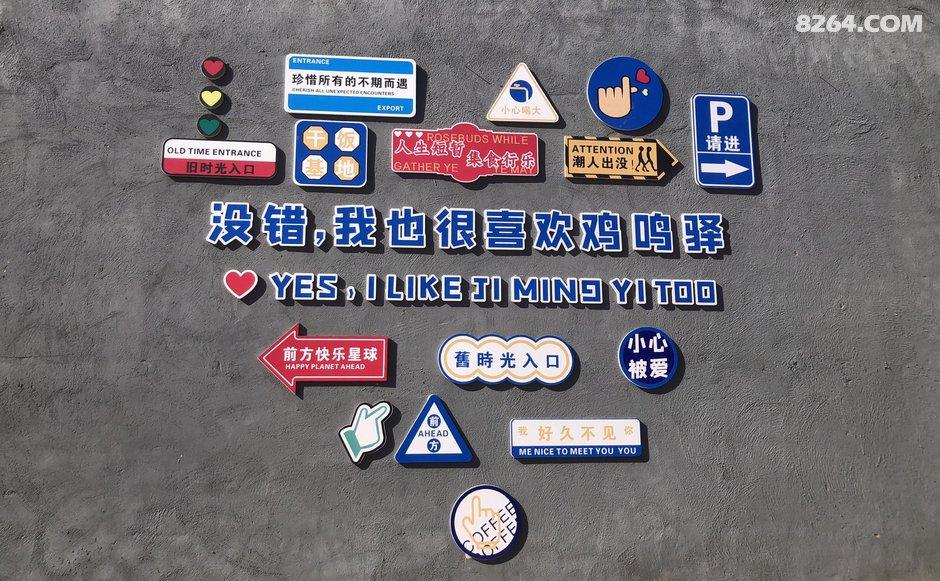 8264.COM
ENTRANCE
珍惜所有的不期而遇
CHERISH ALL UNEXPECTED ENCOUNTERS
EXPORT
小心喝大
P
请进
OLD TIME ENTRANCE
旧时光入口
干饭
基地
ROSEBUDS WHILE
人生短暂 集食行乐
GATHER YE YE MAY
ATTENTION
潮人出没!
没错,我也很喜欢鸡鸣驿
YES, I LIKE JI MING YI TOO
前方快乐星球
HAPPY PLANET AHEAD
舊時光入口
小心
被爱
前
AHEAD
方
我 好久不见 你
ME NICE TO MEET YOU YOU
COFFEE
COFFEE